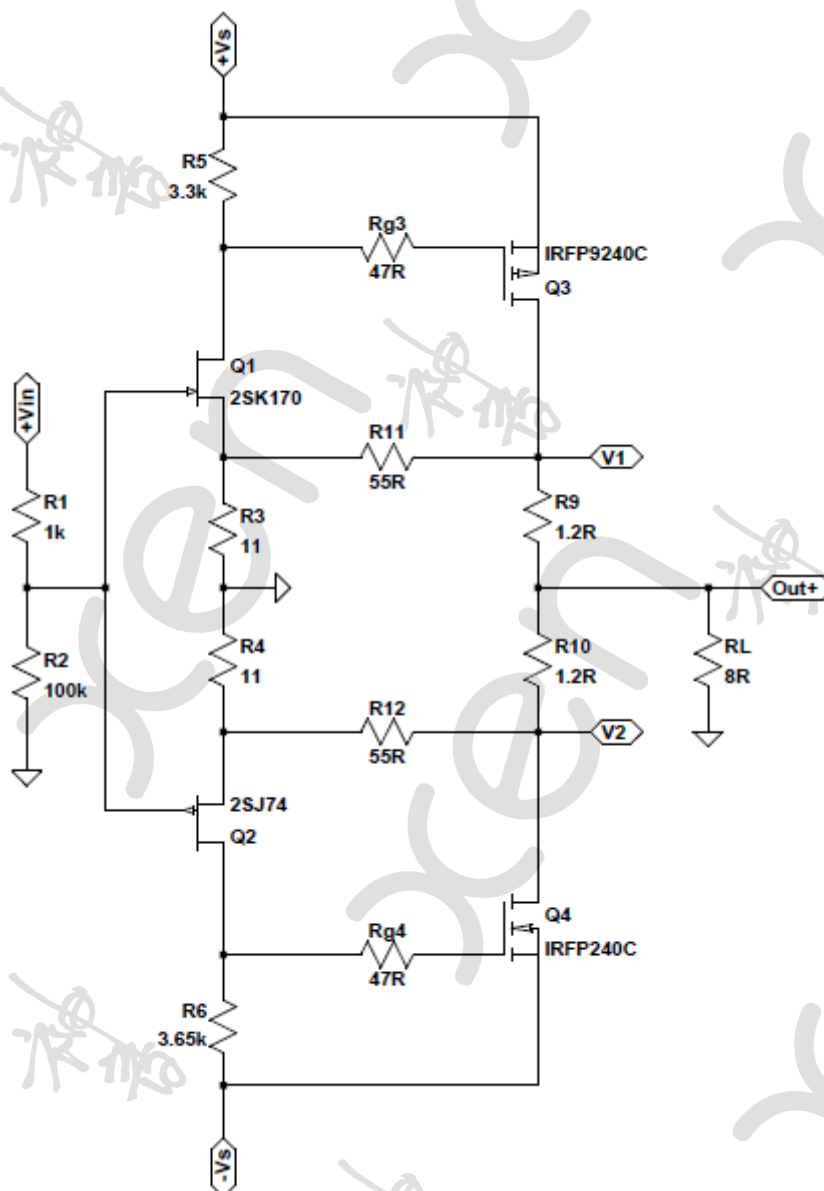 +Vs
R5
3.3k
Rg3
47R
IRFP9240C
Q3
Q1
2SK170
+Vin
R11
55R
V1
R1
1k
R3
11
R9
1.2R
Out+
R2
100k
R4
11
R10
1.2R
RL
8R
R12
55R
V2
2SJ74
Q2
Rg4
47R
Q4
IRFP240C
R6
3.65k
-Vs
xen
xen